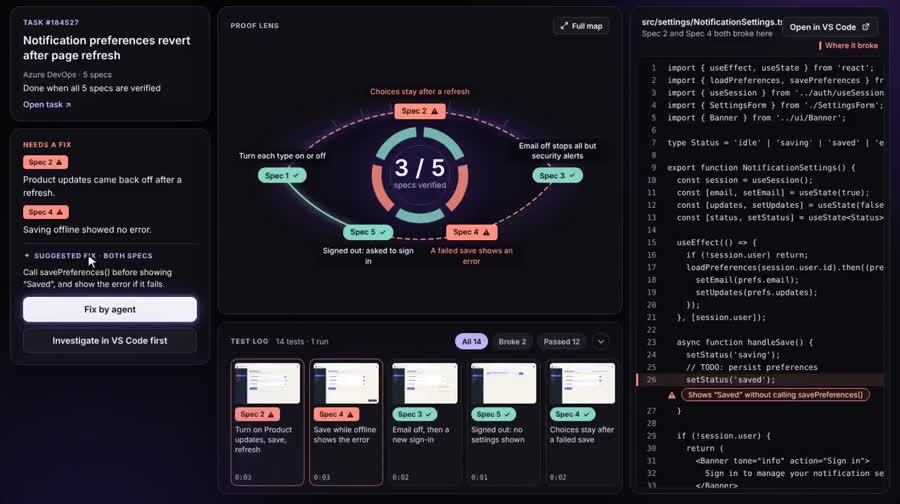 TASK #184527
Notification preferences revert
after page refresh
Azure DevOps · 5 specs
Done when all 5 specs are verified
Open task ↗
NEEDS A FIX
Spec 2
Product updates came back off after a
refresh.
Spec 4
Saving offline showed no error.
SUGGESTED FIX · BOTH SPECS
Call savePreferences() before showing
“Saved”, and show the error if it fails.
Fix by agent
Investigate in VS Code first
PROOF LENS
Full map
Choices stay after a refresh
Spec 2
Turn each type on or off
Spec 1 ✓
3 / 5
specs verified
Email off stops all but
security alerts
Spec 3 ✓
Spec 5 ✓
Signed out: asked to sign
in
Spec 4
A failed save shows an
error
TEST LOG 14 tests · 1 run
All 14
Broke 2
Passed 12
Spec 2
Turn on Product
updates, save,
refresh
0:03
Spec 4
Save while offline
shows the error
0:03
Spec 3 ✓
Email off, then a
new sign-in
0:02
Spec 5 ✓
Signed out: no
settings shown
0:01
Spec 4 ✓
Choices stay after
a failed save
0:02
src/settings/NotificationSettings.ts
Spec 2 and Spec 4 both broke here
Open in VS Code
Where it broke
1 import { useEffect, useState } from 'react';
2 import { loadPreferences, savePreferences } fr
3 import { useSession } from '../auth/useSession
4 import { SettingsForm } from './SettingsForm';
5 import { Banner } from '../ui/Banner';
6
7 type Status = 'idle' | 'saving' | 'saved' | 'e
8
9 export function NotificationSettings() {
10 const session = useSession();
11 const [email, setEmail] = useState(true);
12 const [updates, setUpdates] = useState(false
13 const [status, setStatus] = useState<Status>
14
15 useEffect(() => {
16 if (!session.user) return;
17 loadPreferences(session.user.id).then((pre
18 setEmail(prefs.email);
19 setUpdates(prefs.updates);
20 });
21 }, [session.user]);
22
23 async function handleSave() {
24 setStatus('saving');
25 // TODO: persist preferences
26 setStatus('saved');
Shows “Saved” without calling savePreferences()
27 }
28
29 if (!session.user) {
30 return (
31 <Banner tone="info" action="Sign in">
32 Sign in to manage your notification se
33 </Banner>